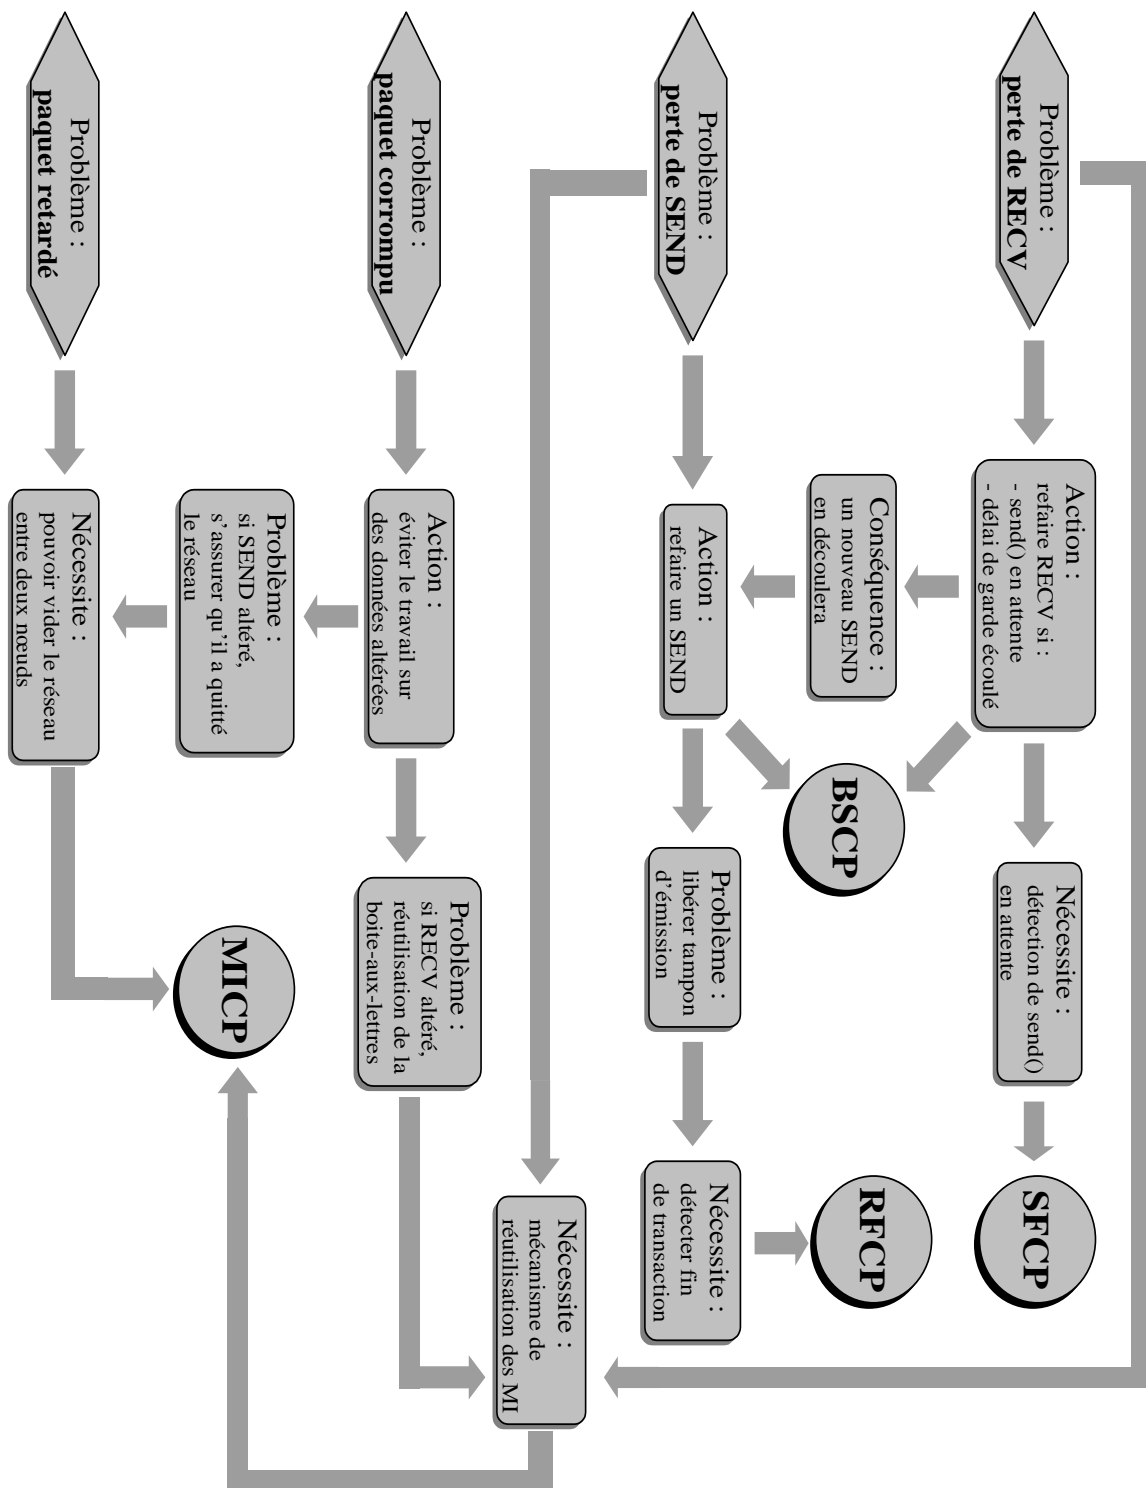 Problème :
perte de RECV
Action :
refaire RECV si :
- send() en attente
- délai de garde écoulé
Nécessite :
détection de send()
en attente
SFCP
Conséquence :
un nouveau SEND
en découlera
BSCP
RFCP
Problème :
perte de SEND
Action :
refaire un SEND
Problème :
libérer tampon
d'émission
Nécessite :
détecter fin
de transaction
Nécessite :
mécanisme de
réutilisation des MI
Problème :
paquet corrompu
Action :
éviter le travail sur
des données altérées
Problème :
si RECV altéré,
réutilisation de la
boite-aux-lettres
Problème :
si SEND altéré,
s'assurer qu'il a quitté
le réseau
MICP
Problème :
paquet retardé
Nécessite :
pouvoir vider le réseau
entre deux nœuds